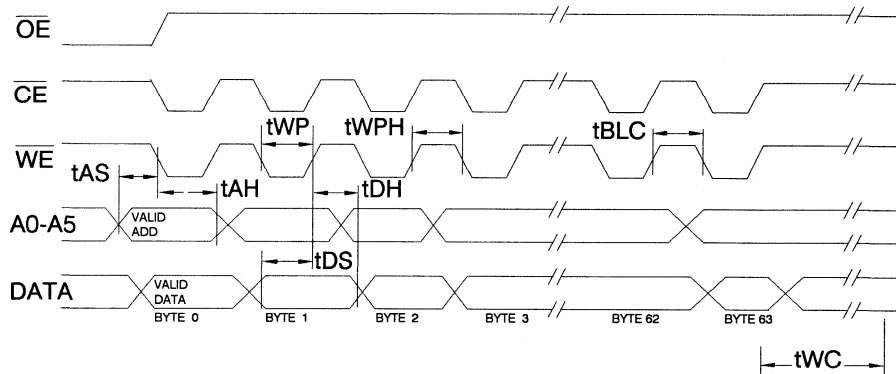 OE
CE
tWP
tWPH
tBLC
WE
tAS
tAH
tDH
A0-A5
VALID
ADD
tDS
DATA
VALID
DATA
BYTE 0
BYTE 1
BYTE 2
BYTE 3
BYTE 62
BYTE 63
tWC